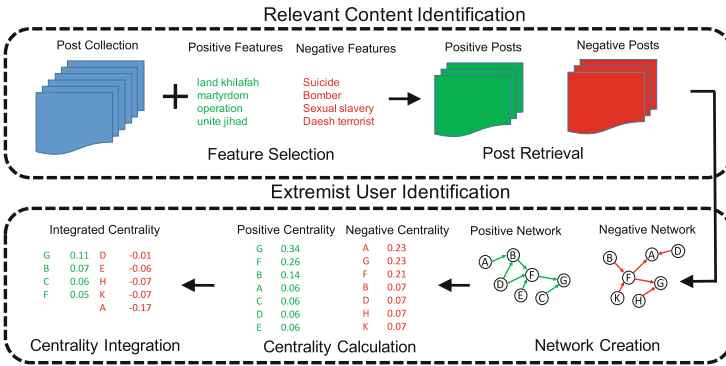 Relevant Content Identification
Post Collection
Positive Features
Negative Features
Positive Posts
Negative Posts
land khilafah
martyrdom
operation
unite jihad
Suicide
Bomber
Sexual slavery
Daesh terrorist
+
Feature Selection
Post Retrieval
Extremist User Identification
Integrated Centrality
G 0.11
B 0.07
C 0.06
F 0.05
D -0.01
E -0.06
H -0.07
K -0.07
A -0.17
Positive Centrality
G 0.34
F 0.26
B 0.14
A 0.06
C 0.06
D 0.06
E 0.06
Negative Centrality
A 0.23
G 0.23
F 0.21
B 0.07
D 0.07
H 0.07
K 0.07
Positive Network
A
B
D
F
E
C
G
Negative Network
B
A
D
F
G
K
H
Centrality Integration
Centrality Calculation
Network Creation